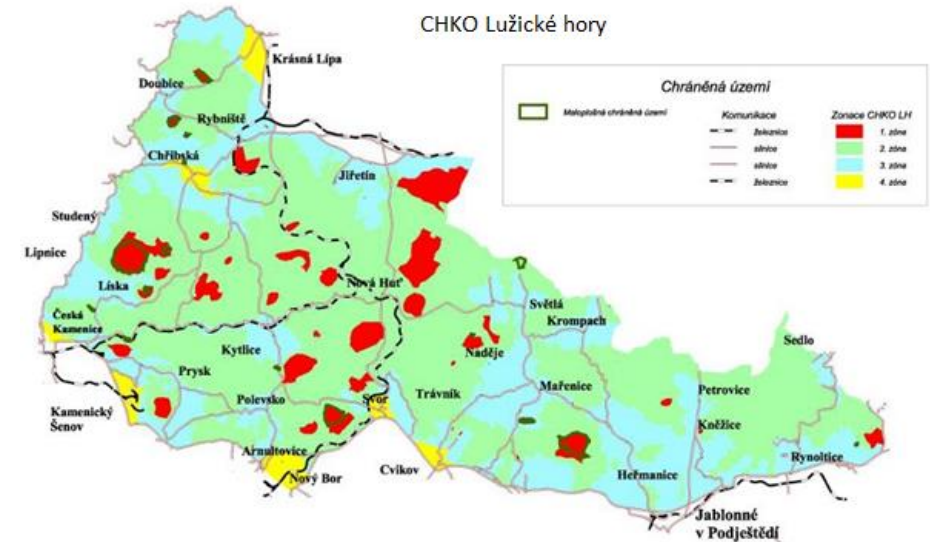 CHKO Lužické hory
Krásná Lípa
Chráněná území
Maloplošná chráněná území
Komunikace
železnice
silnice
silnice
železnice
Zonace CHKO LH
1. zóna
2. zóna
3. zóna
4. zóna
Doubice
Rybniště
Chřibská
Jiřetín
Studený
Lipnice
Líska
Nová Huť
Česká
Kamenice
Světlá
Krompach
Sedlo
Kytlice
Naděje
Prysk
Polevsko
Svor
Trávník
Mařenice
Petrovice
Kamenický
Šenov
Kněžice
Arnultovice
Nový Bor
Cvikov
Heřmanice
Rynoltice
Jablonné
v Podještědí